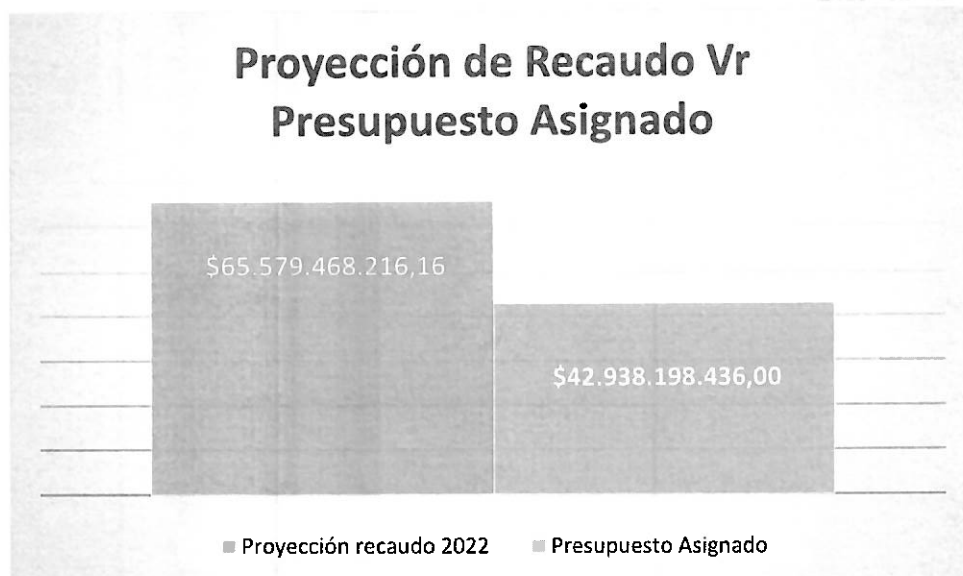 Proyección de Recaudo Vr
Presupuesto Asignado
$65.579.468.216,16
$42.938.198.436,00
Proyección recaudo 2022
Presupuesto Asignado